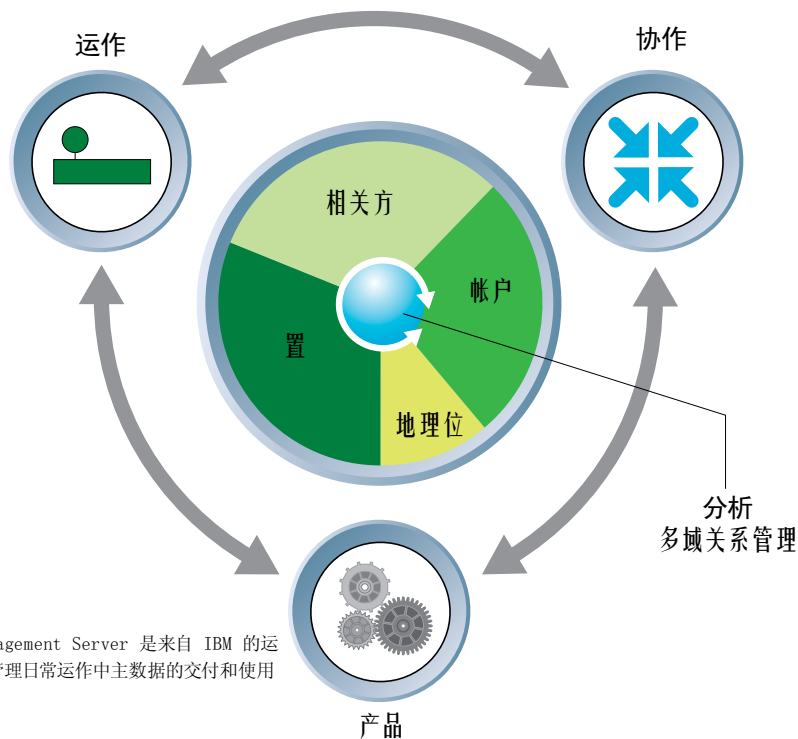 运作
协作
相关方
帐户
置
地理位
分析
多域关系管理
agement Server 是来自 IBM 的运
管理日常运作中主数据的交付和使用
产品